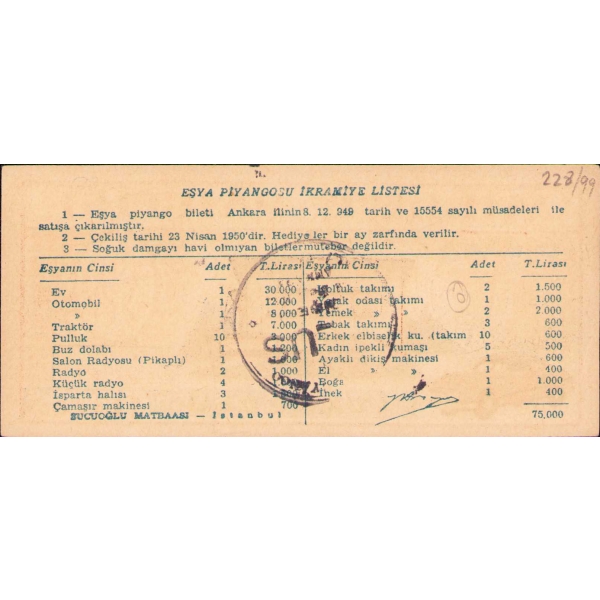 228/99
EŞYA PİYANGOSU İKRAMİYE LİSTESİ
1 — Eşya piyango bileti Ankara ilinin 8. 12. 949 tarih ve 15554 sayılı müsadeleri ile
satışa çıkarılmıştır,
2 — Çekiliş tarihi 23 Nisan 1950'dir. Hediyeler bir ay zarfında verilir.
3 — Soğuk damgayı havi olmıyan biletler muteber değildir.
Eşyanın Cinsi Adet T.Lirası Eşyanın Cinsi Adet T.Lirası
Ev 1 30.000 Koltuk takımı 2 1.500
Otomobil 1 12.000 Yatak odası takımı 1 1.000
» 1 8.000 Yemek » » 2 2.000
Traktör 1 7.000 Tabak takımı 3 600
Pulluk 10 Erkek elbiselik ku. (takım 10 600
Buz dolabı 1 1.200 Kadın ipekli kumaşı 5 500
Salon Radyosu (Pikaplı) 1 Ayaklı dikiş makinesi 1 600
Radyo 2 1.000 El » » 1 400
Küçük radyo 4 Boğa 1 1.000
İsparta halısı 3 İnek 1 400
Çamaşır makinesi 1 700
SUCUOĞLU MATBAASI — İstanbul 75,000